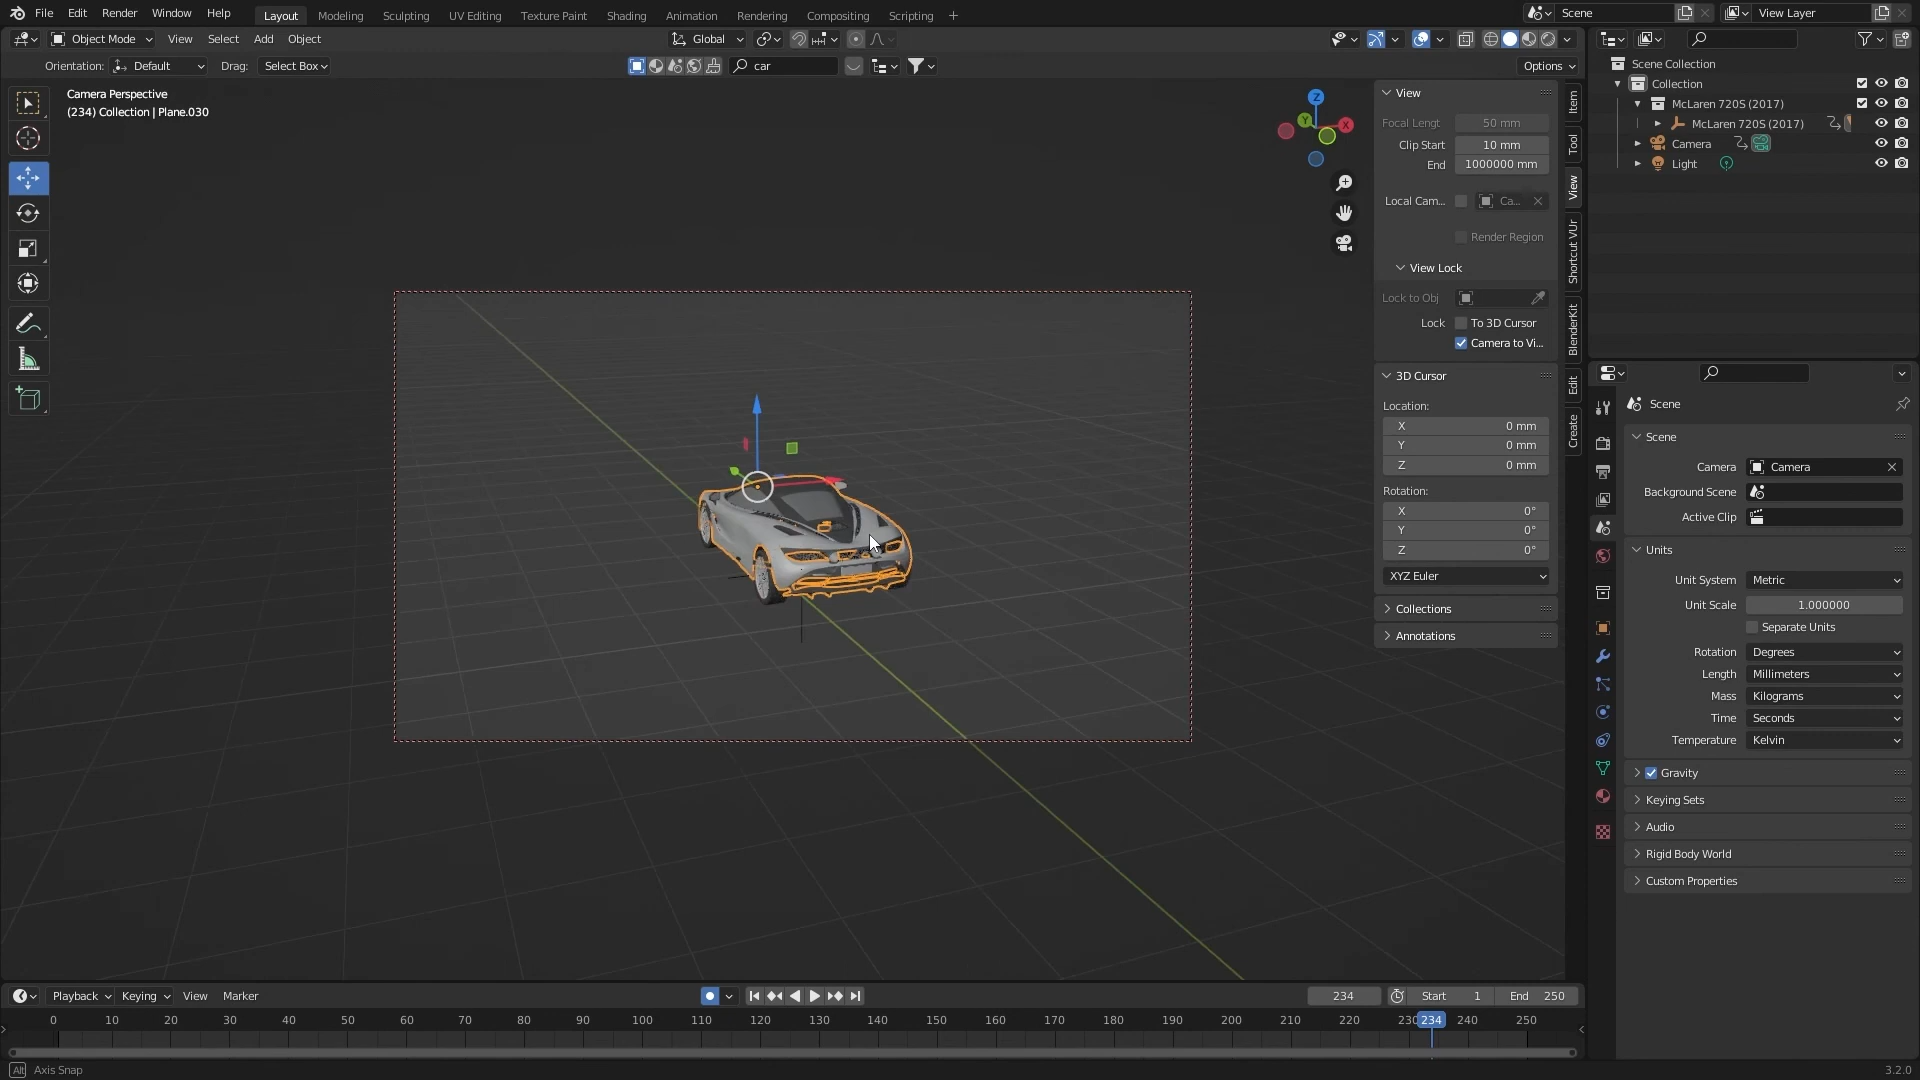 File Edit Render Window Help Layout Modeling Sculpting UV Editing Texture Paint Shading Animation Rendering Compositing Scripting Scene View Layer
Object Mode View Select Add Object Global
Orientation: Default Drag: Select Box car Options
Camera Perspective
(234) Collection | Plane.030
Z
Y
X
View
Focal Lengt 50 mm
Clip Start 10 mm
End 1000000 mm
Local Cam... Ca...
Render Region
View Lock
Lock to Obj
Lock To 3D Cursor
Camera to Vi...
3D Cursor
Location:
X 0 mm
Y 0 mm
Z 0 mm
Rotation:
X 0°
Y 0°
Z 0°
XYZ Euler
Collections
Annotations
Item
Tool
View
Shortcut VUr
BlenderKit
Edit
Create
Scene Collection
Collection
McLaren 720S (2017)
McLaren 720S (2017)
Camera
Light
Scene
Scene
Camera Camera
Background Scene
Active Clip
Units
Unit System Metric
Unit Scale 1.000000
Separate Units
Rotation Degrees
Length Millimeters
Mass Kilograms
Time Seconds
Temperature Kelvin
Gravity
Keying Sets
Audio
Rigid Body World
Custom Properties
Playback Keying View Marker 234 Start 1 End 250
0 10 20 30 40 50 60 70 80 90 100 110 120 130 140 150 160 170 180 190 200 210 220 230 234 240 250
Alt Axis Snap 3.2.0